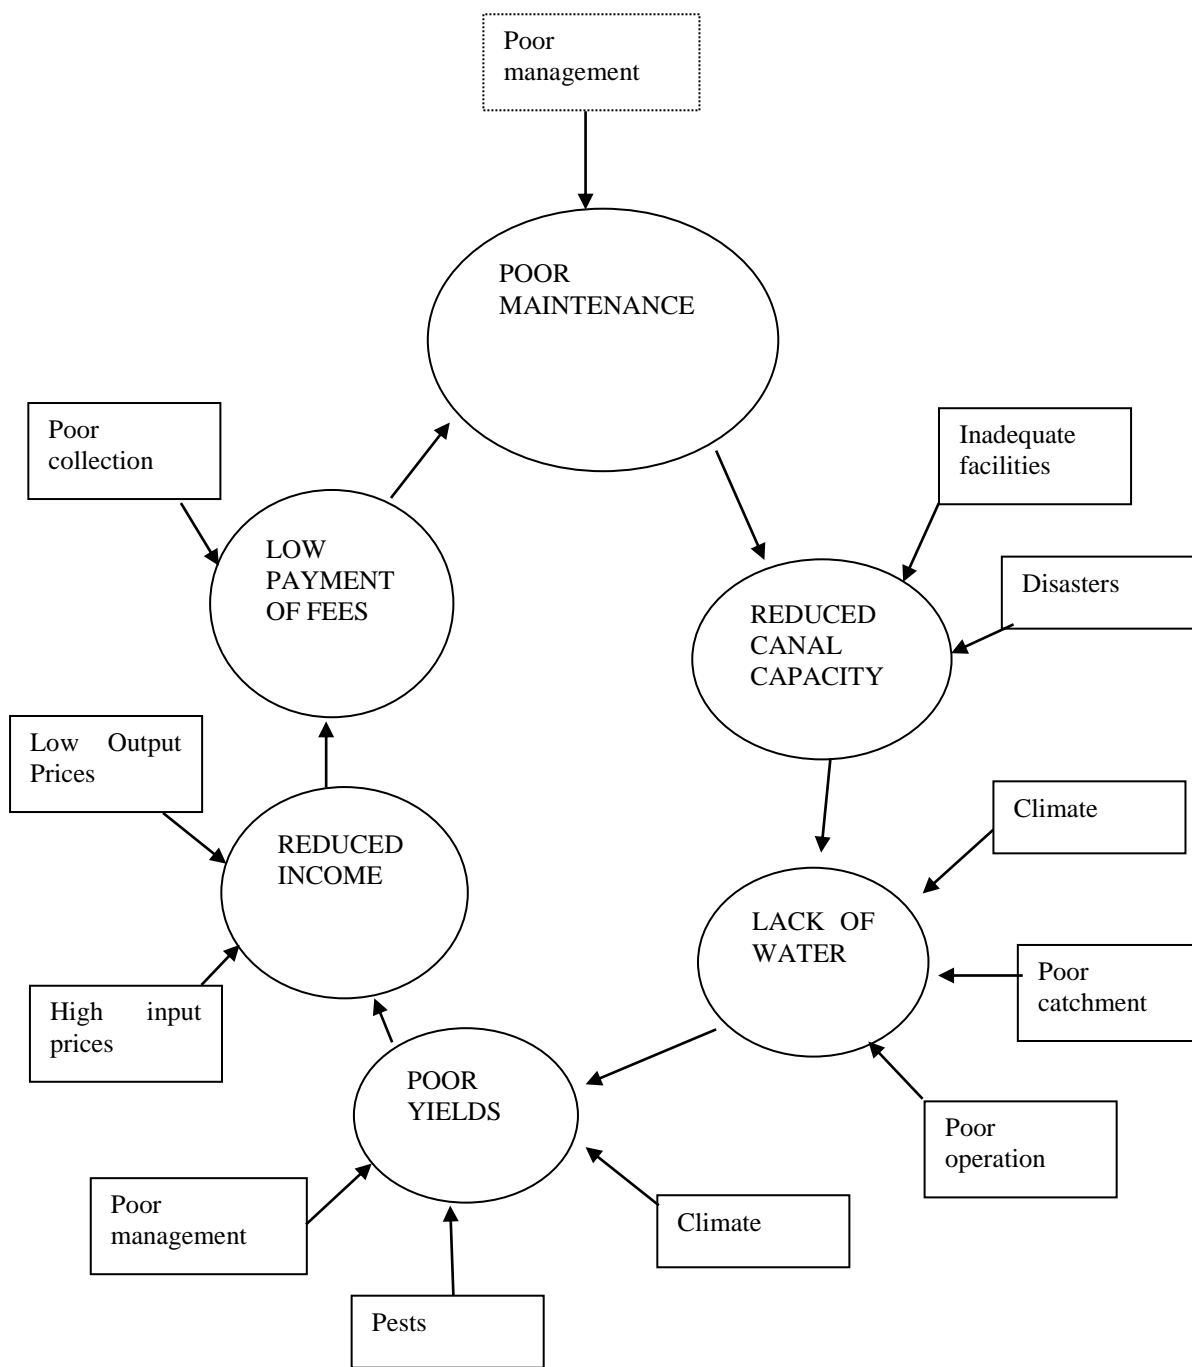 Poor
management
POOR
MAINTENANCE
Poor
collection
Inadequate
facilities
LOW
PAYMENT
OF FEES
Disasters
REDUCED
CANAL
CAPACITY
Low Output
Prices
Climate
REDUCED
INCOME
LACK OF
WATER
Poor
catchment
High input
prices
POOR
YIELDS
Poor
operation
Poor
management
Climate
Pests